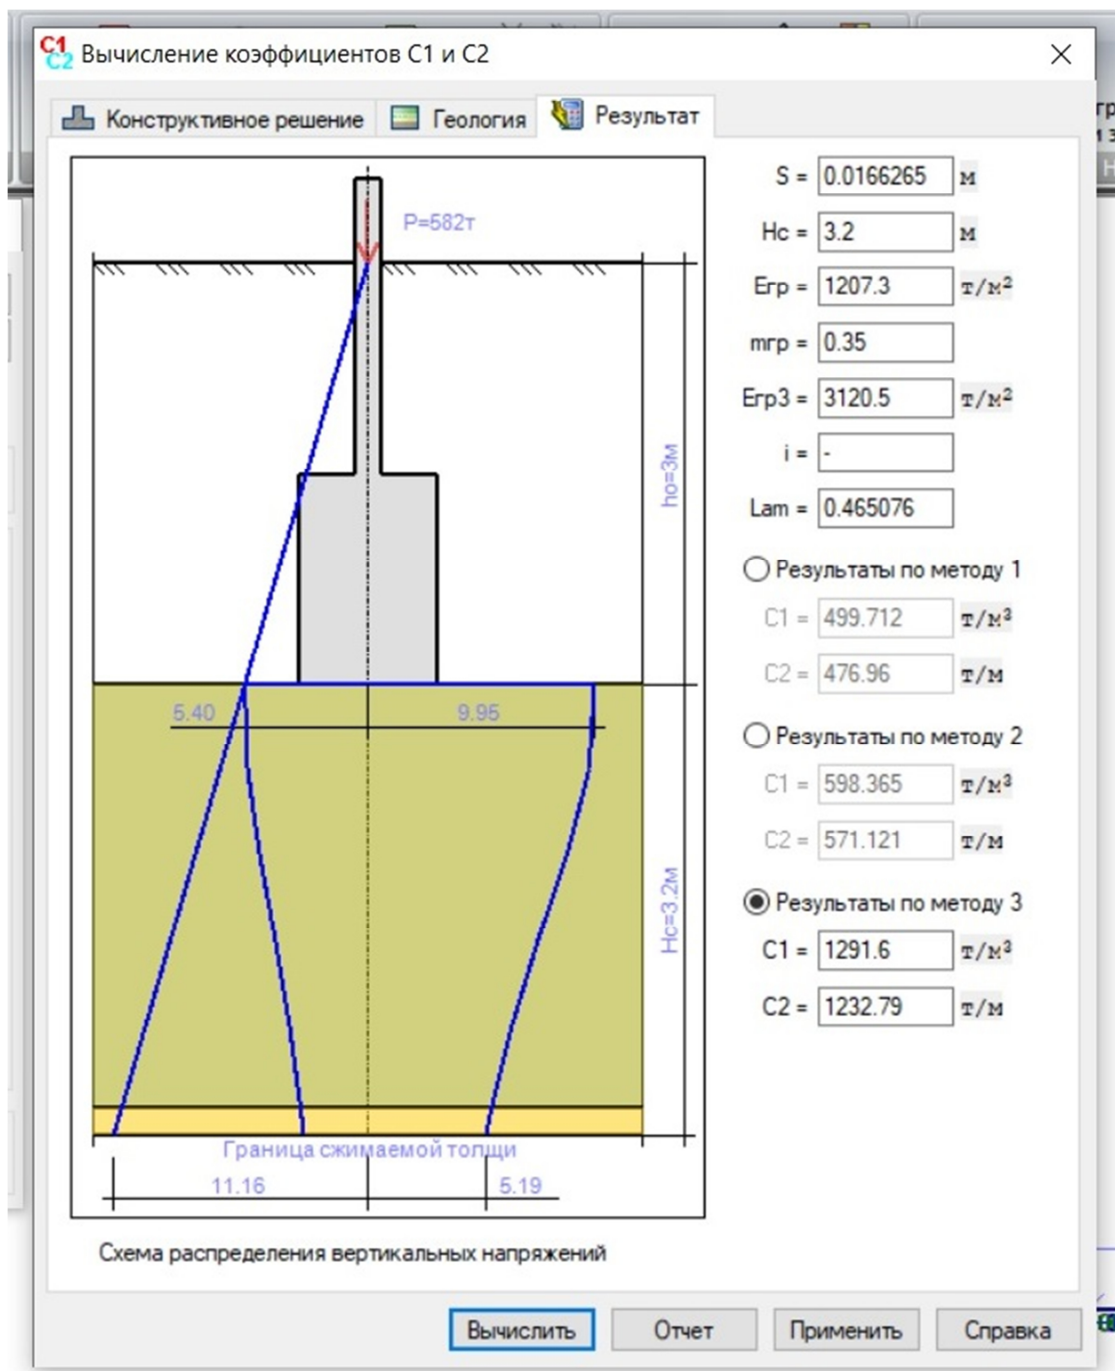 C1
C2
Вычисление коэффициентов С1 и С2
Конструктивное решение
Геология
Результат
P=582т
ho=3м
5.40
9.95
Hc=3.2м
Граница сжимаемой толщи
11.16
5.19
Схема распределения вертикальных напряжений
S = 0.0166265 м
Hc = 3.2 м
Eгр = 1207.3 т/м²
mгр = 0.35
Eгр3 = 3120.5 т/м²
i = -
Lam = 0.465076
Результаты по методу 1
C1 = 499.712 т/м³
C2 = 476.96 т/м
Результаты по методу 2
C1 = 598.365 т/м³
C2 = 571.121 т/м
Результаты по методу 3
C1 = 1291.6 т/м³
C2 = 1232.79 т/м
Вычислить
Отчет
Применить
Справка